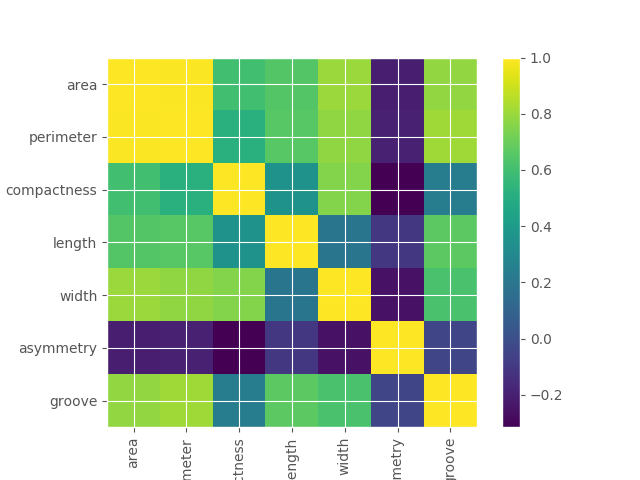 area
perimeter
compactness
length
width
asymmetry
groove
area
meter
ctness
ength
width
metry
groove
1.0
0.8
0.6
0.4
0.2
0.0
−0.2